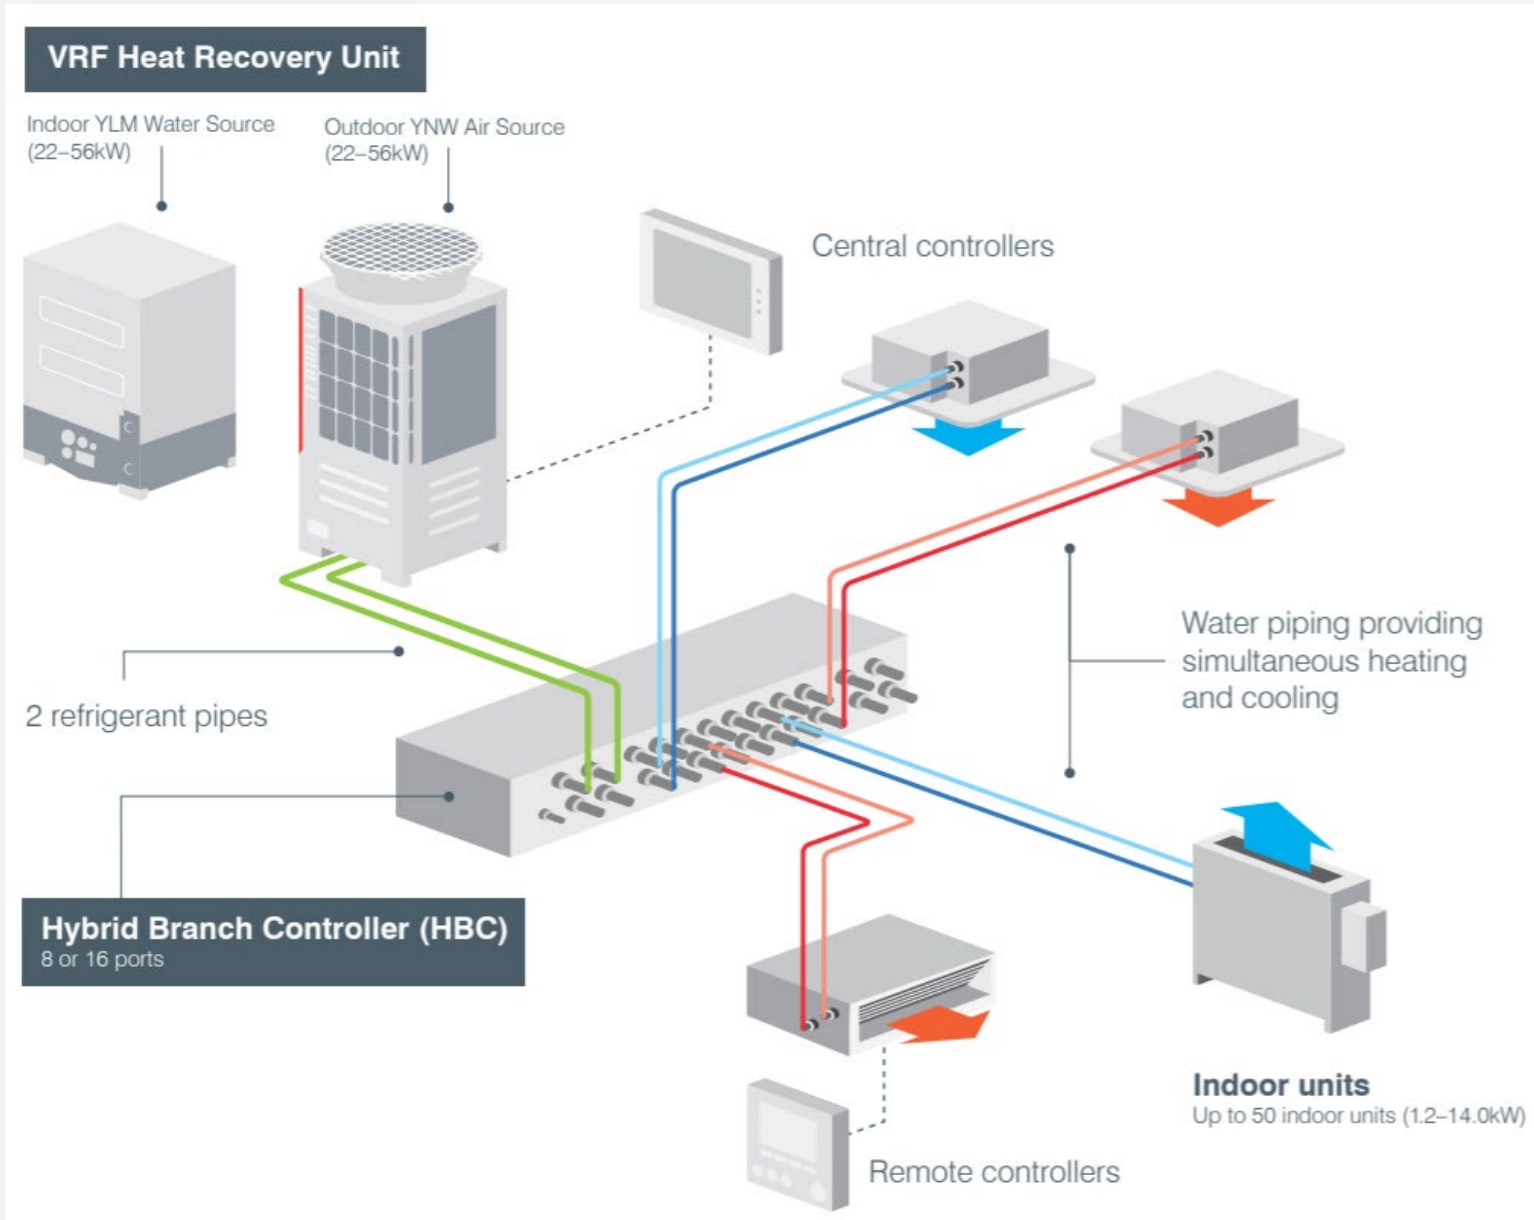 VRF Heat Recovery Unit
Indoor YLM Water Source
(22–56kW)
Outdoor YNW Air Source
(22–56kW)
Central controllers
Water piping providing
simultaneous heating
and cooling
2 refrigerant pipes
Hybrid Branch Controller (HBC)
8 or 16 ports
Indoor units
Up to 50 indoor units (1.2–14.0kW)
Remote controllers